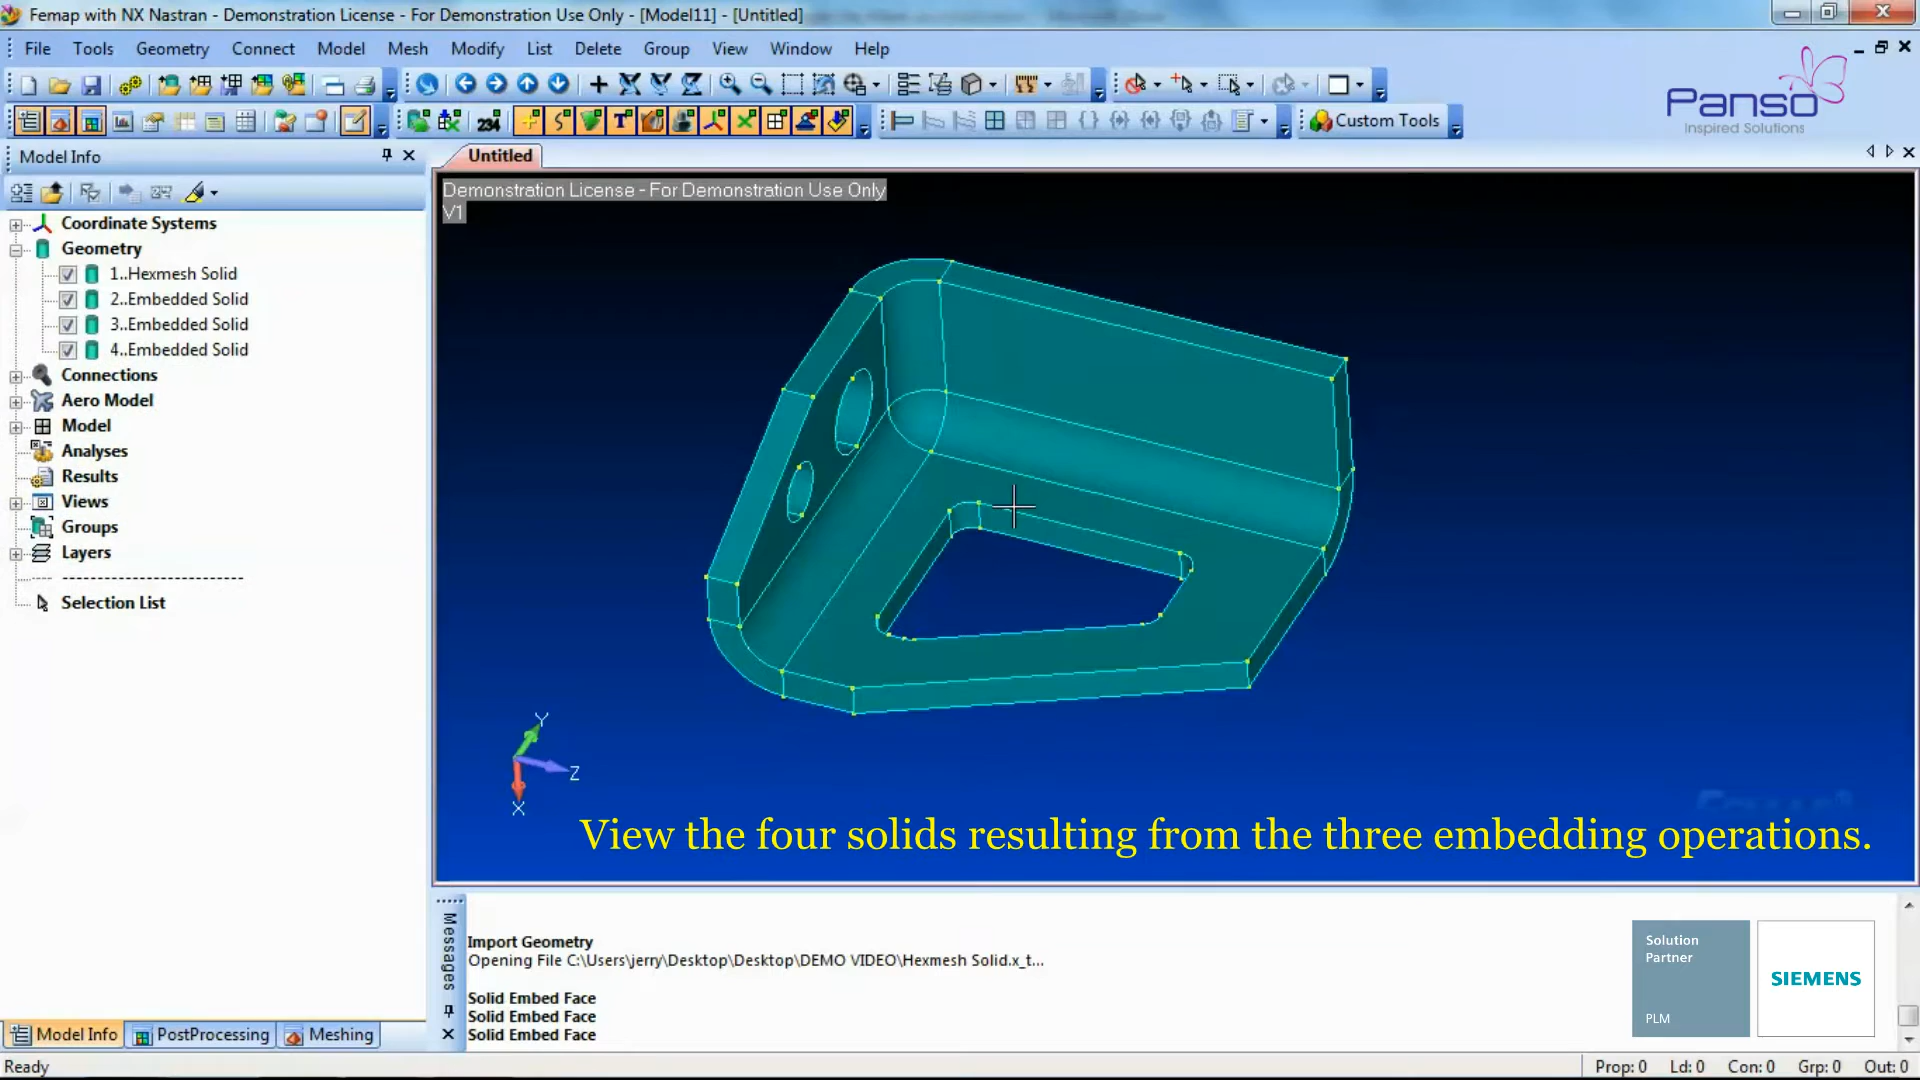 Femap with NX Nastran - Demonstration License - For Demonstration Use Only - [Model11] - [Untitled]
File Tools Geometry Connect Model Mesh Modify List Delete Group View Window Help
234 T Custom Tools
Panso
Inspired Solutions
Model Info
Untitled
Demonstration License - For Demonstration Use Only
V1
Coordinate Systems
Geometry
1..Hexmesh Solid
2..Embedded Solid
3..Embedded Solid
4..Embedded Solid
Connections
Aero Model
Model
Analyses
Results
Views
Groups
Layers
Selection List
Y
Z
X
View the four solids resulting from the three embedding operations.
Messages
Import Geometry
Opening File C:\Users\jerry\Desktop\Desktop\DEMO VIDEO\Hexmesh Solid.x_t...
Solid Embed Face
Solid Embed Face
Solid Embed Face
Solution
Partner
PLM
SIEMENS
Model Info PostProcessing Meshing
Ready Prop: 0 Ld: 0 Con: 0 Grp: 0 Out: 0